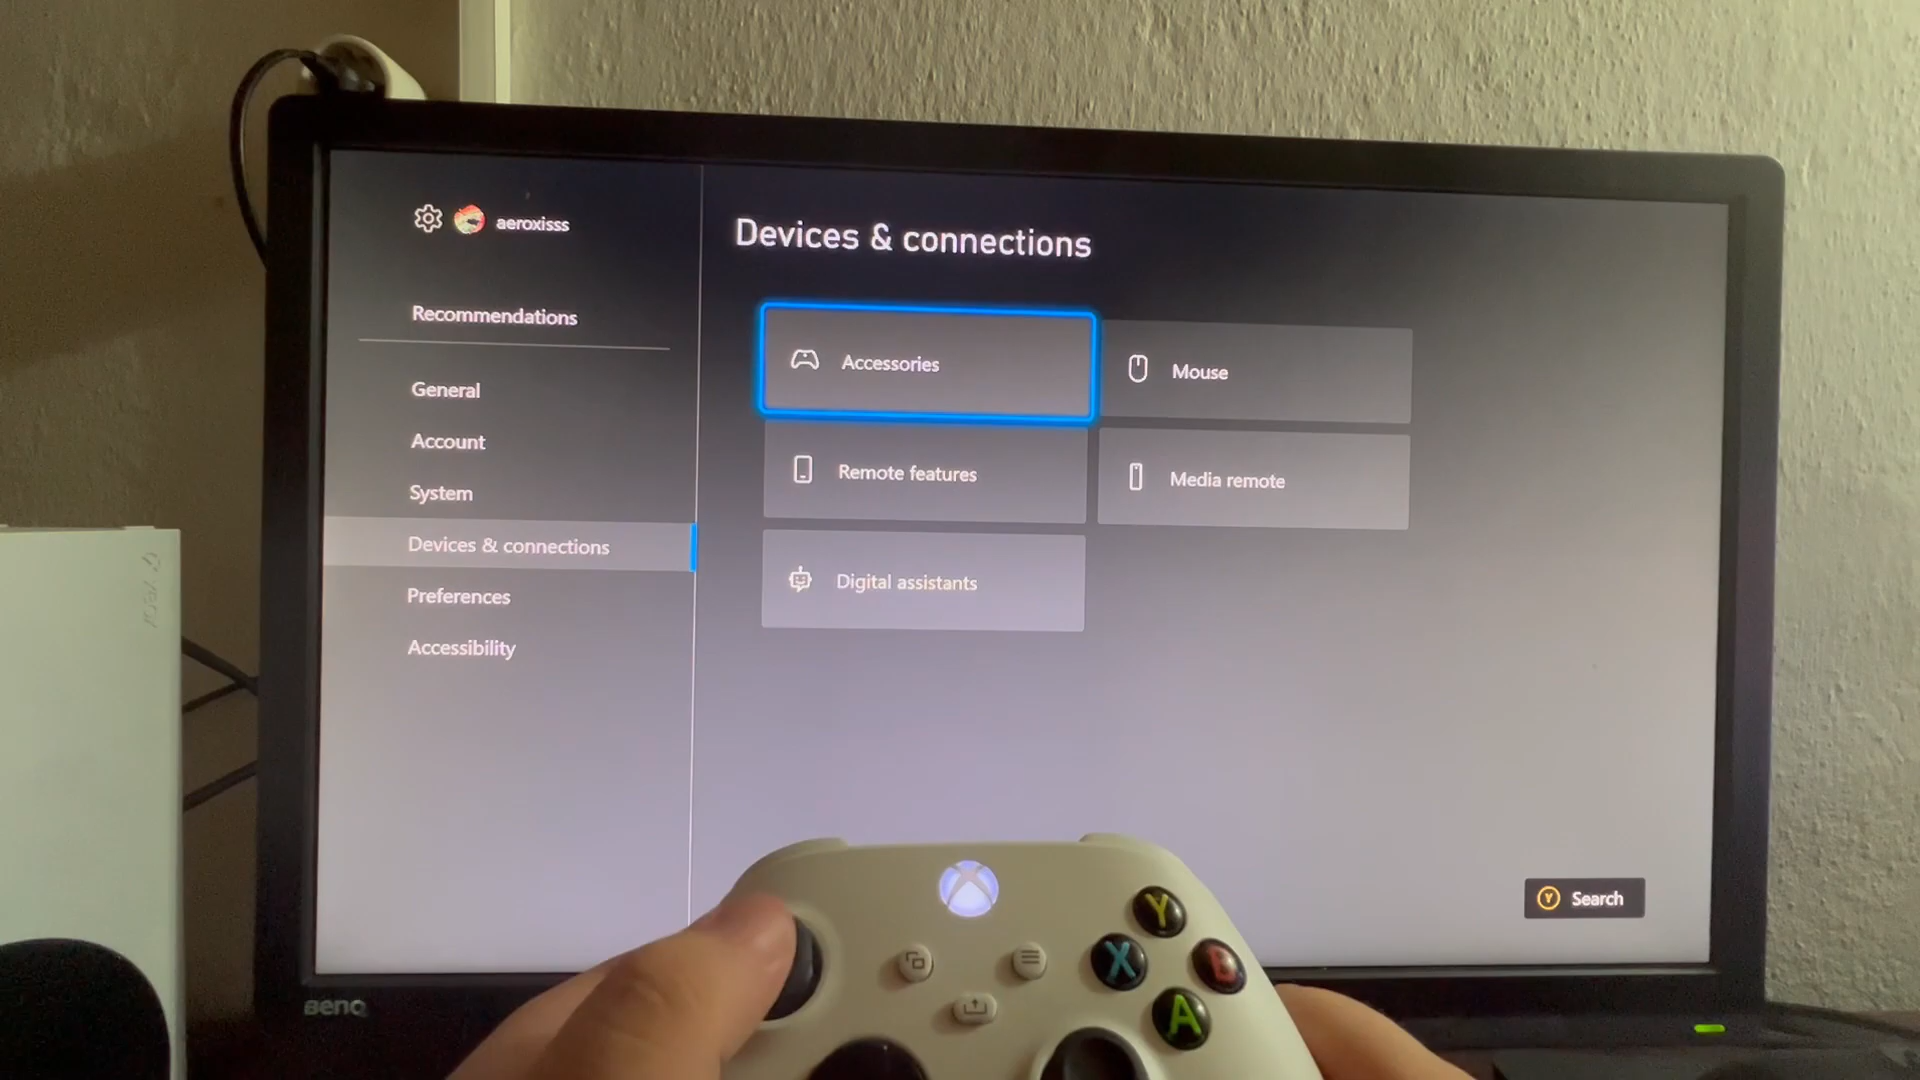 aeroxisss
Recommendations
General
Account
System
Devices & connections
Preferences
Accessibility
Devices & connections
Accessories
Mouse
Remote features
Media remote
Digital assistants
Y Search
BenQ
Y
X
B
A